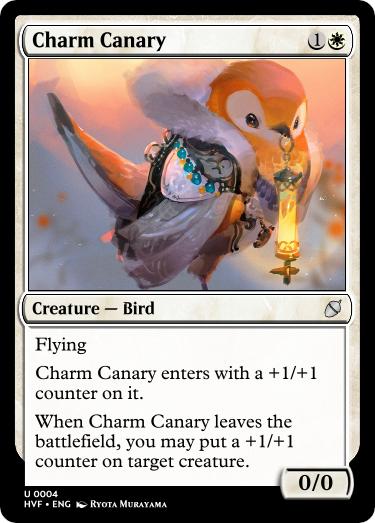 Charm Canary 1
Creature — Bird
Flying
Charm Canary enters with a +1/+1
counter on it.
When Charm Canary leaves the
battlefield, you may put a +1/+1
counter on target creature.
0/0
U 0004
HVF • ENG Ryota Murayama